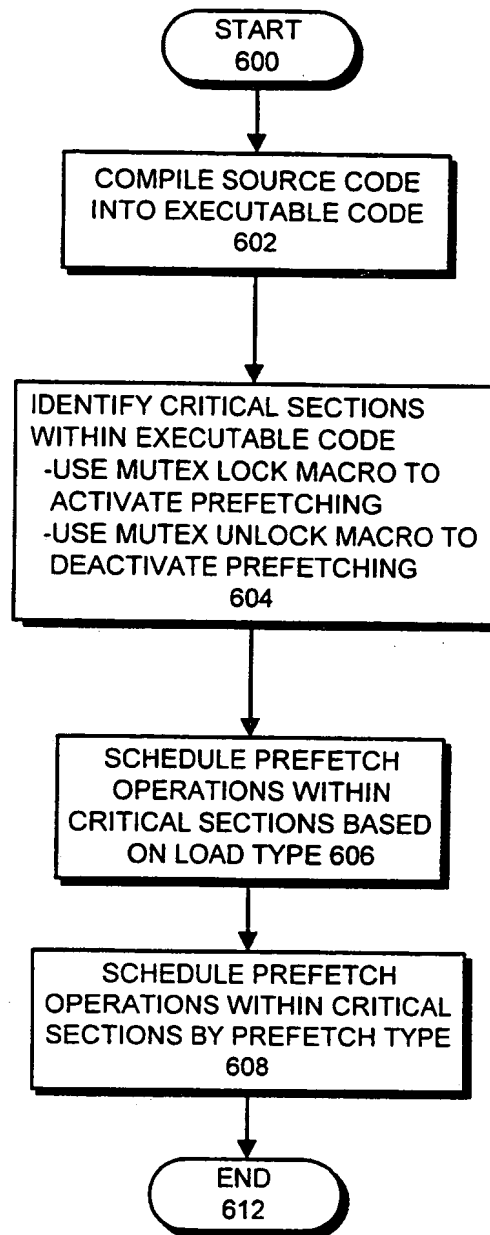 START
600
COMPILE SOURCE CODE
INTO EXECUTABLE CODE
602
IDENTIFY CRITICAL SECTIONS
WITHIN EXECUTABLE CODE
-USE MUTEX LOCK MACRO TO
ACTIVATE PREFETCHING
-USE MUTEX UNLOCK MACRO TO
DEACTIVATE PREFETCHING
604
SCHEDULE PREFETCH
OPERATIONS WITHIN
CRITICAL SECTIONS BASED
ON LOAD TYPE 606
SCHEDULE PREFETCH
OPERATIONS WITHIN CRITICAL
SECTIONS BY PREFETCH TYPE
608
END
612